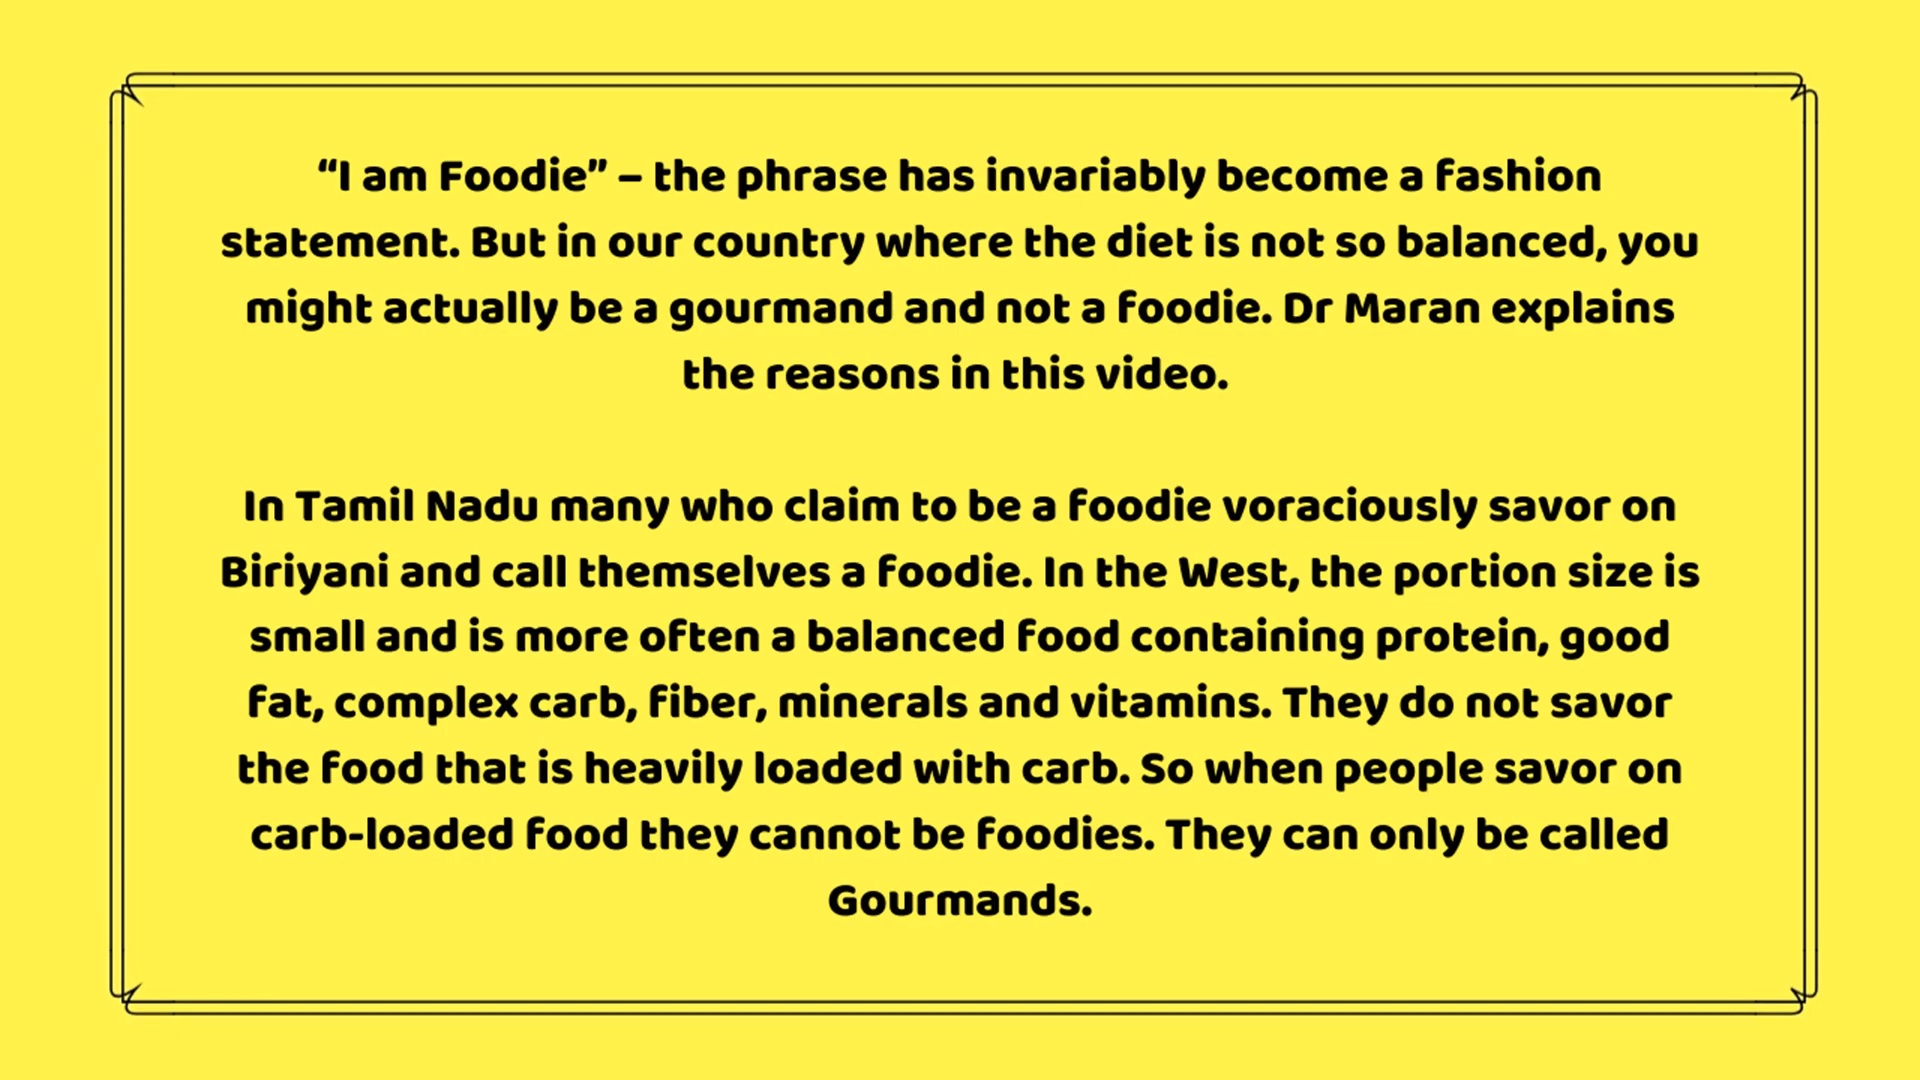 “I am Foodie” – the phrase has invariably become a fashion
statement. But in our country where the diet is not so balanced, you
might actually be a gourmand and not a foodie. Dr Maran explains
the reasons in this video.
In Tamil Nadu many who claim to be a foodie voraciously savor on
Biriyani and call themselves a foodie. In the West, the portion size is
small and is more often a balanced food containing protein, good
fat, complex carb, fiber, minerals and vitamins. They do not savor
the food that is heavily loaded with carb. So when people savor on
carb-loaded food they cannot be foodies. They can only be called
Gourmands.